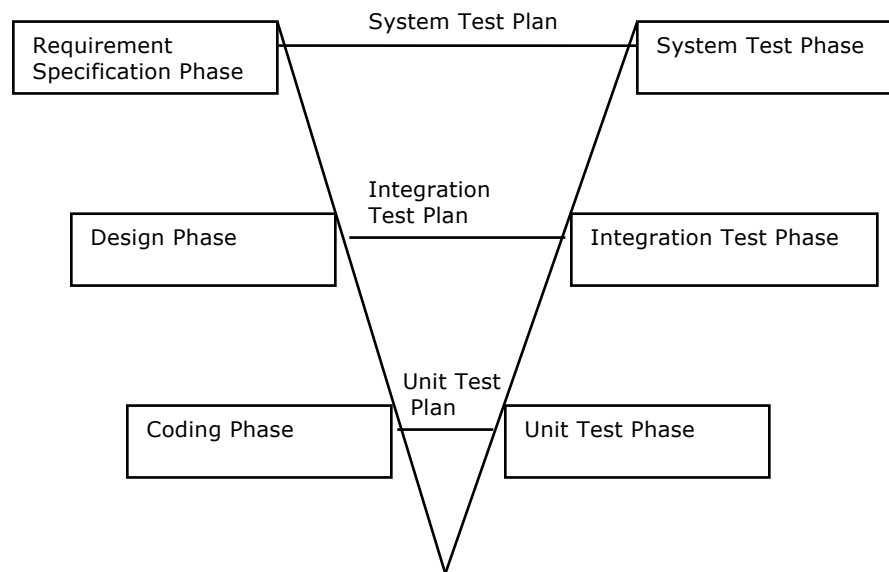 System Test Plan
Requirement
Specification Phase
System Test Phase
Integration
Test Plan
Design Phase
Integration Test Phase
Unit Test
Plan
Coding Phase
Unit Test Phase